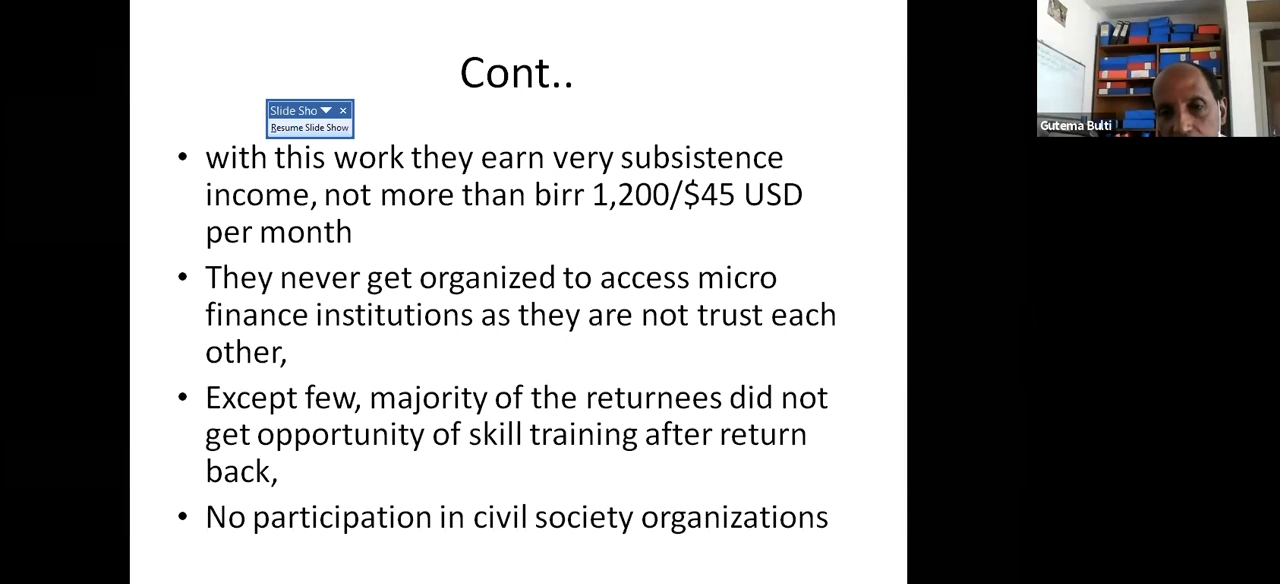 Cont..
Slide Sho
Resume Slide Show
• with this work they earn very subsistence
income, not more than birr 1,200/$45 USD
per month
• They never get organized to access micro
finance institutions as they are not trust each
other,
• Except few, majority of the returnees did not
get opportunity of skill training after return
back,
• No participation in civil society organizations
Gutema Bulti